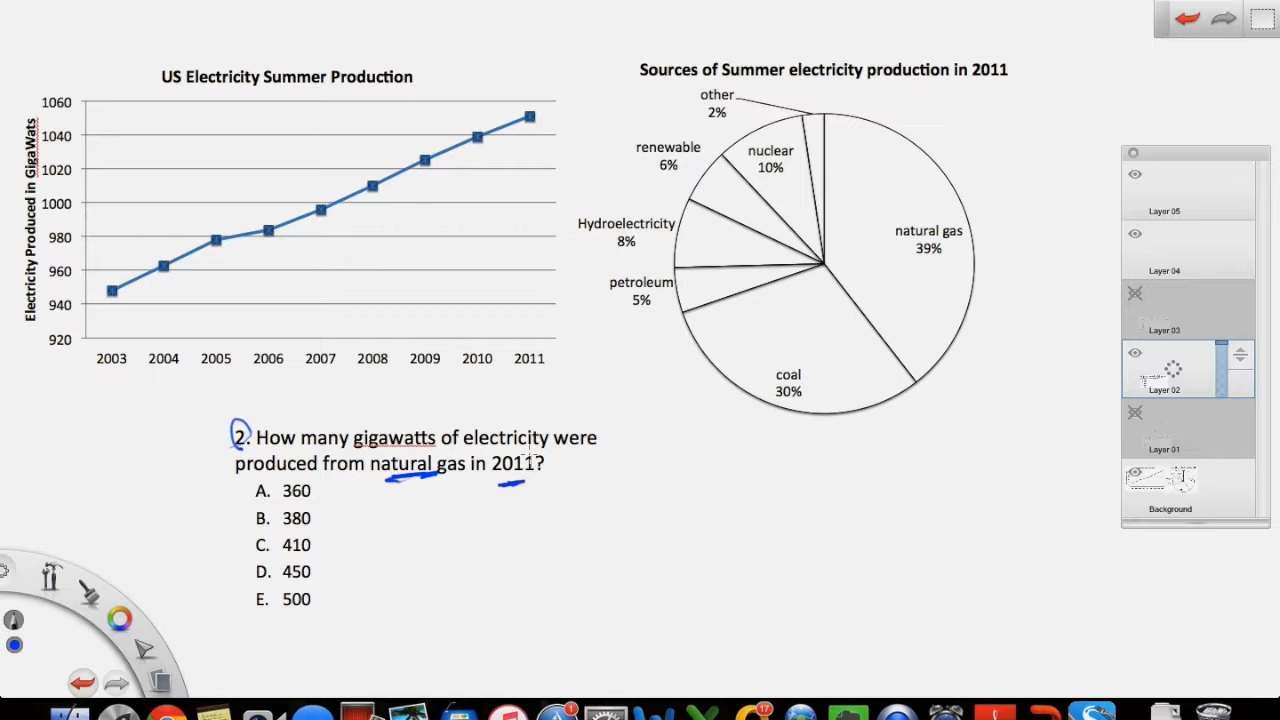 US Electricity Summer Production
Electricity Produced in GigaWats
1060
1040
1020
1000
980
960
940
920
2003 2004 2005 2006 2007 2008 2009 2010 2011
Sources of Summer electricity production in 2011
other
2%
renewable
6%
nuclear
10%
Hydroelectricity
8%
natural gas
39%
petroleum
5%
coal
30%
2. How many gigawatts of electricity were
produced from natural gas in 2011?
A. 360
B. 380
C. 410
D. 450
E. 500
Layer 05
Layer 04
Layer 03
Layer 02
Layer 01
Background
1
17